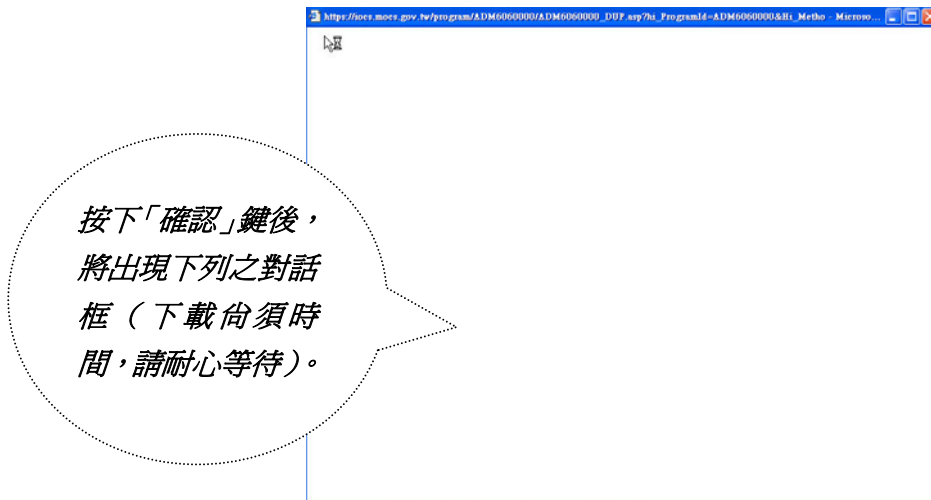 https://ioes.moes.gov.tw/program/ADM6060000/ADM6060000_DUF.asp?hi_ProgramId=ADM6060000&Hi_Metho - Microso...
按下「確認」鍵後，
將出現下列之對話
框（下載尚須時
間，請耐心等待）。